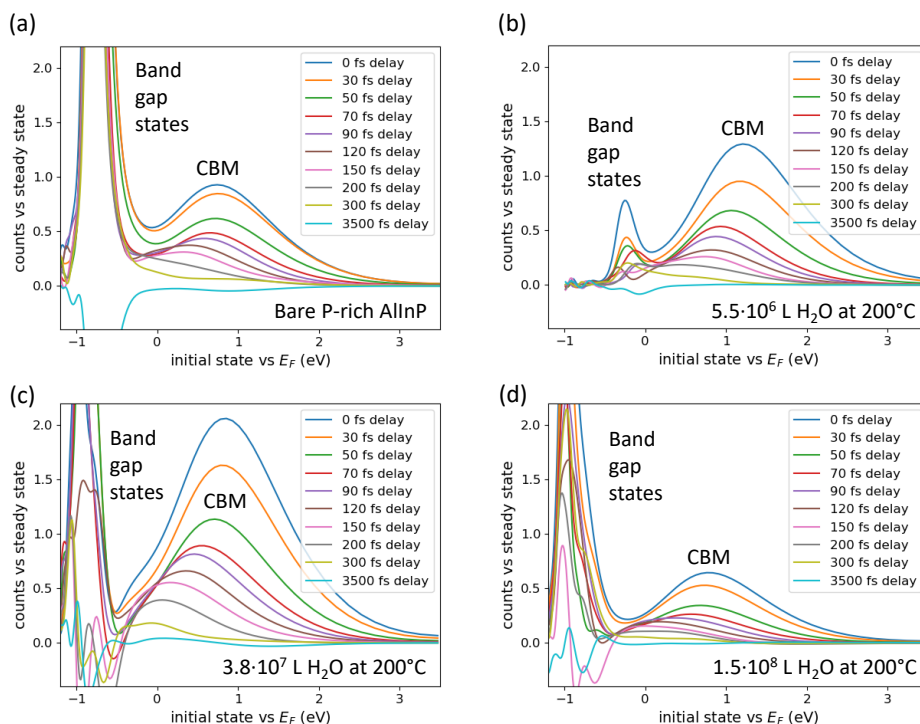 (a)
counts vs steady state
2.0
1.5
1.0
0.5
0.0
Band
gap
states
CBM
0 fs delay
30 fs delay
50 fs delay
70 fs delay
90 fs delay
120 fs delay
150 fs delay
200 fs delay
300 fs delay
3500 fs delay
Bare P-rich AlInP
−1 0 1 2 3
initial state vs E_F (eV)
(b)
counts vs steady state
2.0
1.5
1.0
0.5
0.0
Band
gap
states
CBM
0 fs delay
30 fs delay
50 fs delay
70 fs delay
90 fs delay
120 fs delay
150 fs delay
200 fs delay
300 fs delay
3500 fs delay
5.5·10⁶ L H₂O at 200°C
−1 0 1 2 3
initial state vs E_F (eV)
(c)
counts vs steady state
2.0
1.5
1.0
0.5
0.0
Band
gap
states
CBM
0 fs delay
30 fs delay
50 fs delay
70 fs delay
90 fs delay
120 fs delay
150 fs delay
200 fs delay
300 fs delay
3500 fs delay
3.8·10⁷ L H₂O at 200°C
−1 0 1 2 3
initial state vs E_F (eV)
(d)
counts vs steady state
2.0
1.5
1.0
0.5
0.0
Band
gap
states
CBM
0 fs delay
30 fs delay
50 fs delay
70 fs delay
90 fs delay
120 fs delay
150 fs delay
200 fs delay
300 fs delay
3500 fs delay
1.5·10⁸ L H₂O at 200°C
−1 0 1 2 3
initial state vs E_F (eV)